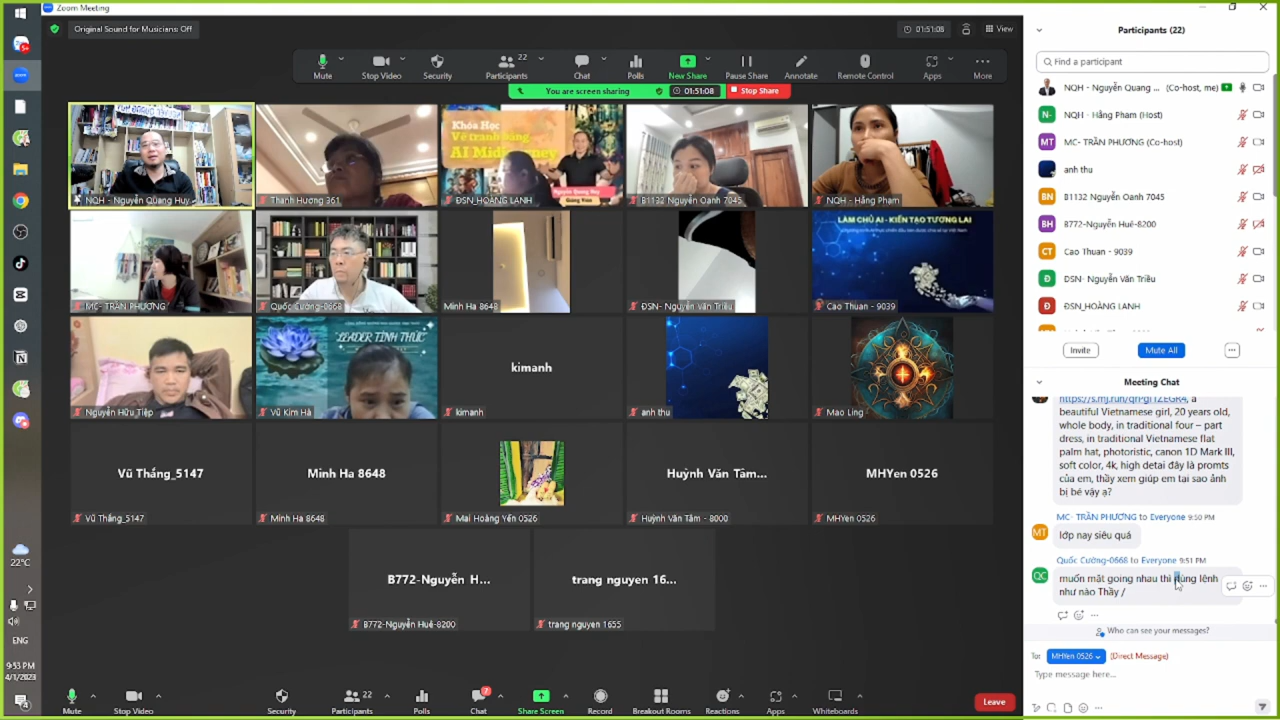 Zoom Meeting
Original Sound for Musicians: Off
01:51:08
View
Mute
Stop Video
Security
Participants
22
Chat
Polls
New Share
Pause Share
Annotate
Remote Control
Apps
More
You are screen sharing
01:51:08
Stop Share
NQH - Nguyễn Quang Huy
Thanh Hương 361
Khóa Học
Vẽ tranh bằng
AI Midjourney
Nguyễn Quang Huy
Giảng Viên
ĐSN_HOÀNG LANH
B1132 Nguyễn Oanh 7045
NQH - Hằng Phạm
MC- TRẦN PHƯƠNG
Quốc Cường-0668
Minh Ha 8648
ĐSN- Nguyễn Văn Triều
LÀM CHỦ AI - KIẾN TẠO TƯƠNG LAI
Cao Thuan - 9039
Nguyễn Hữu Tiệp
LEADER TỈNH THỨC
Vũ Kim Hà
kimanh
kimanh
anh thu
Mao Ling
Vũ Thắng_5147
Vũ Thắng_5147
Minh Ha 8648
Minh Ha 8648
Mai Hoàng Yến 0526
Huỳnh Văn Tâm...
Huỳnh Văn Tâm - 8000
MHYen 0526
MHYen 0526
B772-Nguyễn H...
B772-Nguyễn Huế-8200
trang nguyen 16...
trang nguyen 1655
Mute
Stop Video
Security
Participants
22
Polls
Chat
7
Share Screen
Record
Breakout Rooms
Reactions
Apps
Whiteboards
Leave
Participants (22)
Find a participant
NQH - Nguyễn Quang ... (Co-host, me)
N- NQH - Hằng Phạm (Host)
MT MC- TRẦN PHƯƠNG (Co-host)
anh thu
BN B1132 Nguyễn Oanh 7045
BH B772-Nguyễn Huế-8200
CT Cao Thuan - 9039
Đ ĐSN- Nguyễn Văn Triều
Đ ĐSN_HOÀNG LANH
Invite
Mute All
Meeting Chat
beautiful Vietnamese girl, 20 years old,
whole body, in traditional four – part
dress, in traditional Vietnamese flat
palm hat, photoristic, canon 1D Mark III,
soft color, 4k, high detai đây là promts
của em, thầy xem giúp em tại sao ảnh
bị bé vậy ạ?
MC- TRẦN PHƯƠNG to Everyone 9:50 PM
MT
lớp nay siêu quá
Quốc Cường-0668 to Everyone 9:51 PM
QC
muốn mặt going nhau thì dùng lệnh
như nào Thầy /
Who can see your messages?
To: MHYen 0526 (Direct Message)
Type message here...
22°C
ENG
9:53 PM
4/1/2023